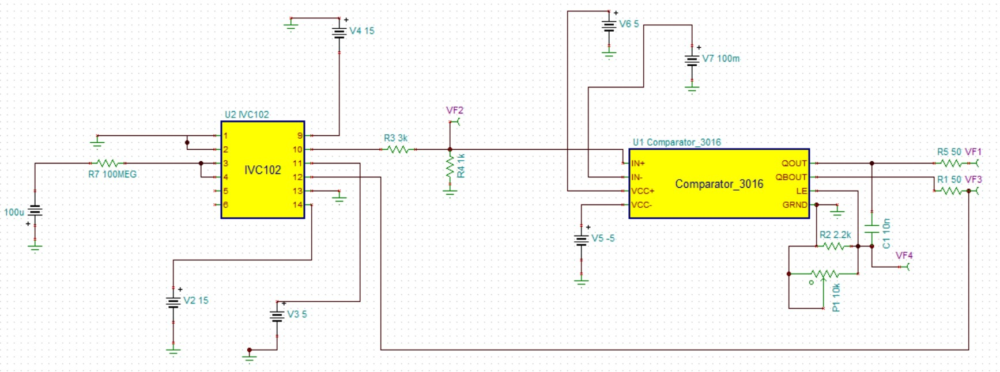 V4 15
V6 5
V7 100m
VF2
U2 IVC102
R3 3k
R4 1k
U1 Comparator_3016
1
2
3
4
5
6
9
10
11
12
13
14
IVC102
R7 100MEG
100u
IN+
IN-
VCC+
VCC-
Comparator_3016
QOUT
QBOUT
LE
GRND
R5 50 VF1
R1 50 VF3
V5 -5
R2 2.2k
C1 10n
VF4
P1 10k
V2 15
V3 5